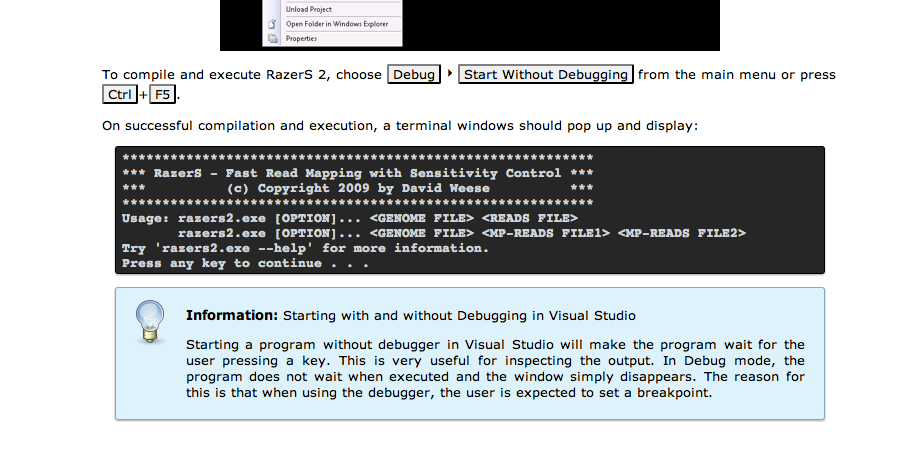 Unload Project
Open Folder in Windows Explorer
Properties
To compile and execute RazerS 2, choose Debug ▸ Start Without Debugging from the main menu or press
Ctrl+F5.
On successful compilation and execution, a terminal windows should pop up and display:
***********************************************************
*** RazerS - Fast Read Mapping with Sensitivity Control ***
***          (c) Copyright 2009 by David Weese          ***
***********************************************************
Usage: razers2.exe [OPTION]... <GENOME FILE> <READS FILE>
       razers2.exe [OPTION]... <GENOME FILE> <MP-READS FILE1> <MP-READS FILE2>
Try 'razers2.exe --help' for more information.
Press any key to continue . . .
Information: Starting with and without Debugging in Visual Studio
Starting a program without debugger in Visual Studio will make the program wait for the
user pressing a key. This is very useful for inspecting the output. In Debug mode, the
program does not wait when executed and the window simply disappears. The reason for
this is that when using the debugger, the user is expected to set a breakpoint.